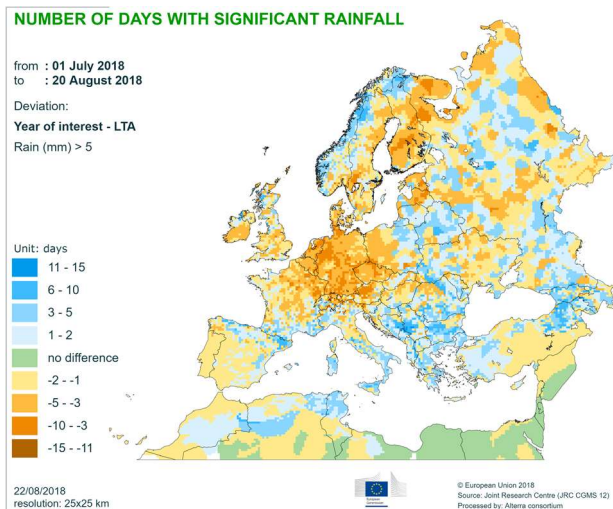 NUMBER OF DAYS WITH SIGNIFICANT RAINFALL
from : 01 July 2018
to : 20 August 2018
Deviation:
Year of interest - LTA
Rain (mm) > 5
Unit: days
11 - 15
6 - 10
3 - 5
1 - 2
no difference
-2 - -1
-5 - -3
-10 - -3
-15 - -11
22/08/2018
resolution: 25x25 km
European
Commission
© European Union 2018
Source: Joint Research Centre (JRC CGMS 12)
Processed by: Alterra consortium